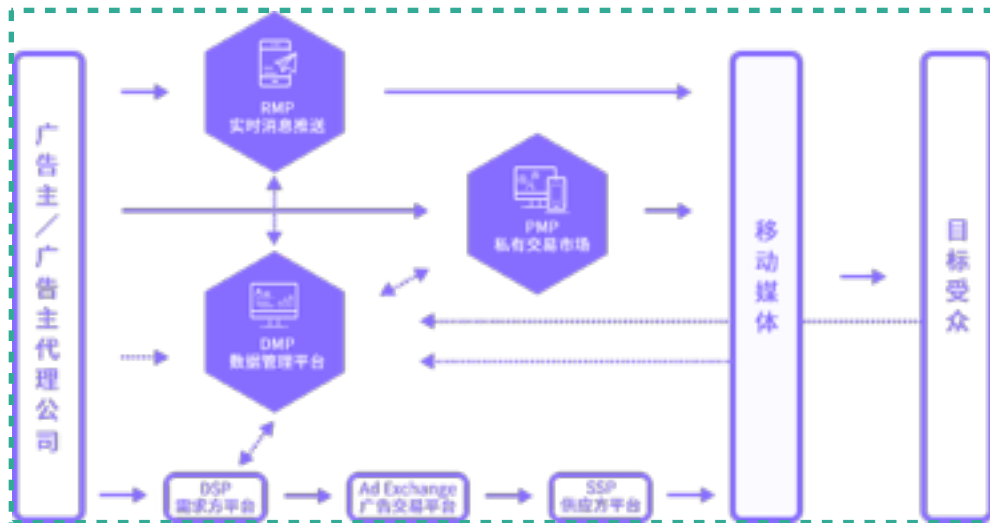 广告主／广告主代理公司
RMP
实时消息推送
PMP
私有交易市场
DMP
数据管理平台
DSP
需求方平台
Ad Exchange
广告交易平台
SSP
供应方平台
移动媒体
目标受众